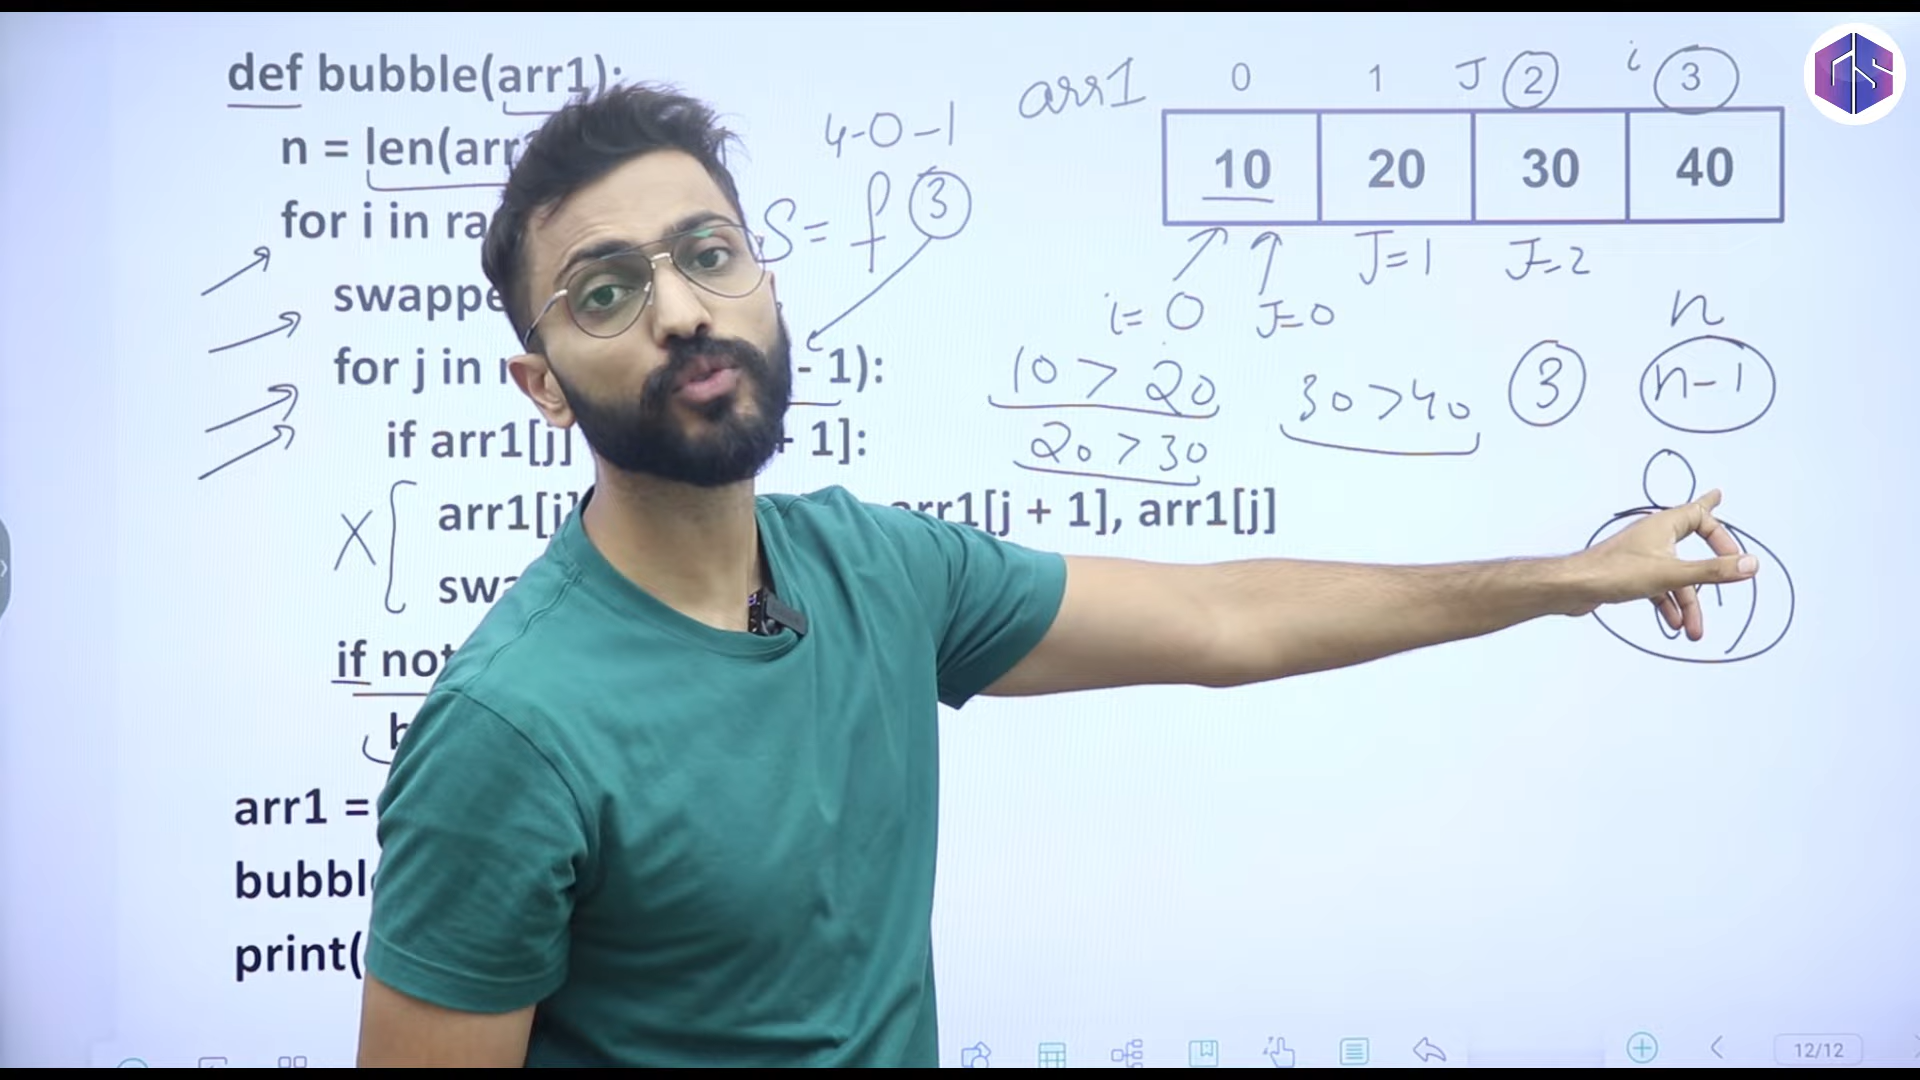 def bubble(arr1):
n = len(arr
for i in ra
swappe
for j in r - 1):
if arr1[j] + 1]:
arr1[j] arr1[j + 1], arr1[j]
swa
if not
b
arr1 =
bubbl
print(
4-0-1
S= f 3
arr1
0 1 J 2 i 3
10 20 30 40
J=1 J=2
i=0 J=0
n
10 > 20 30 > 40 3 n-1
20 > 30
0
X
12/12